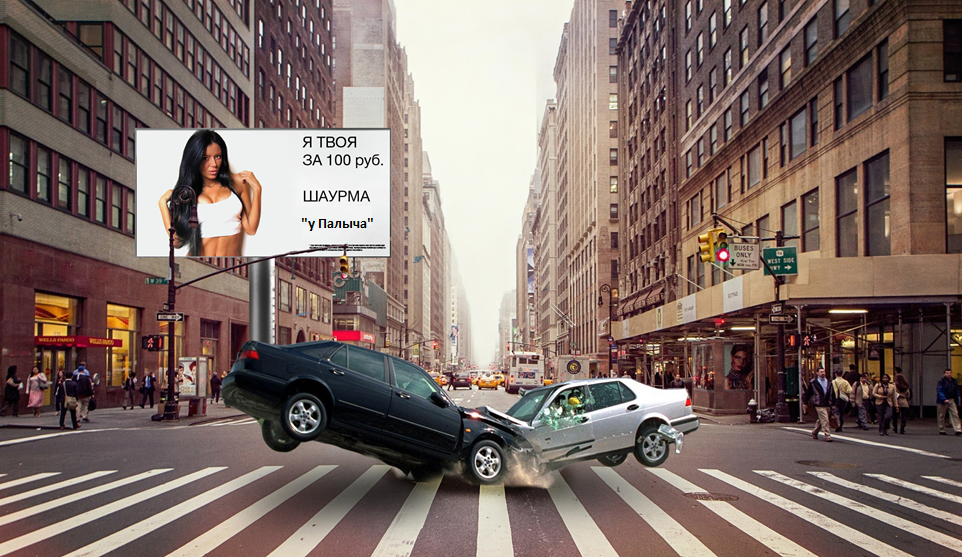 Я ТВОЯ
ЗА 100 руб.
ШАУРМА
"у Палыча"
BUSES
ONLY
WEST SIDE
HWY
WELLS FARGO